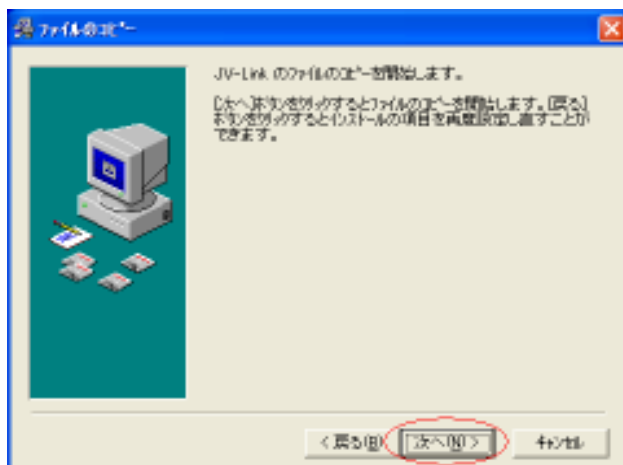 ファイルのコピー
JV-Link のファイルのコピーを開始します。
[次へ]ボタンをクリックするとファイルのコピーを開始します。[戻る]
ボタンをクリックするとインストールの項目を再度設定し直すことが
できます。
< 戻る(B)
次へ(N) >
キャンセル